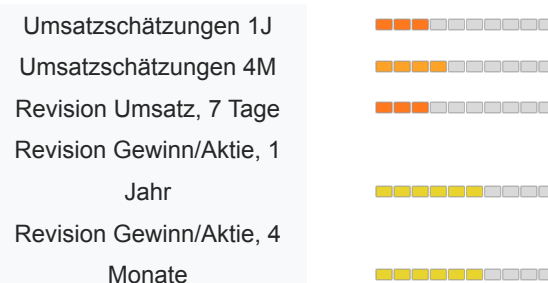 Umsatzschätzungen 1J
Umsatzschätzungen 4M
Revision Umsatz, 7 Tage
Revision Gewinn/Aktie, 1
Jahr
Revision Gewinn/Aktie, 4
Monate